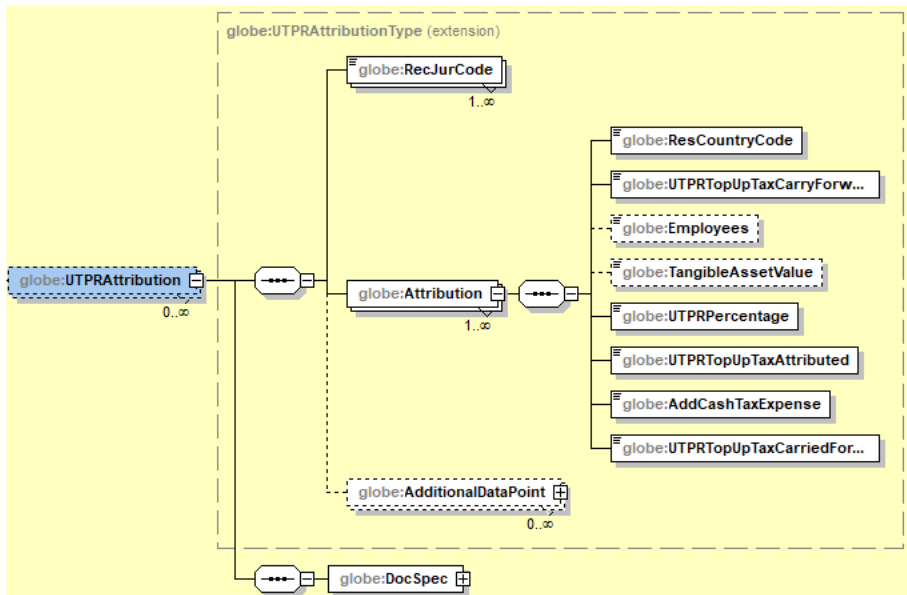 globe:UTPRAttributionType (extension)
globe:RecJurCode
1..∞
globe:ResCountryCode
globe:UTPRTopUpTaxCarryForw...
globe:Employees
globe:TangibleAssetValue
globe:UTPRAttribution
0..∞
globe:Attribution
1..∞
globe:UTPRPercentage
globe:UTPRTopUpTaxAttributed
globe:AddCashTaxExpense
globe:UTPRTopUpTaxCarriedFor...
globe:AdditionalDataPoint
0..∞
globe:DocSpec